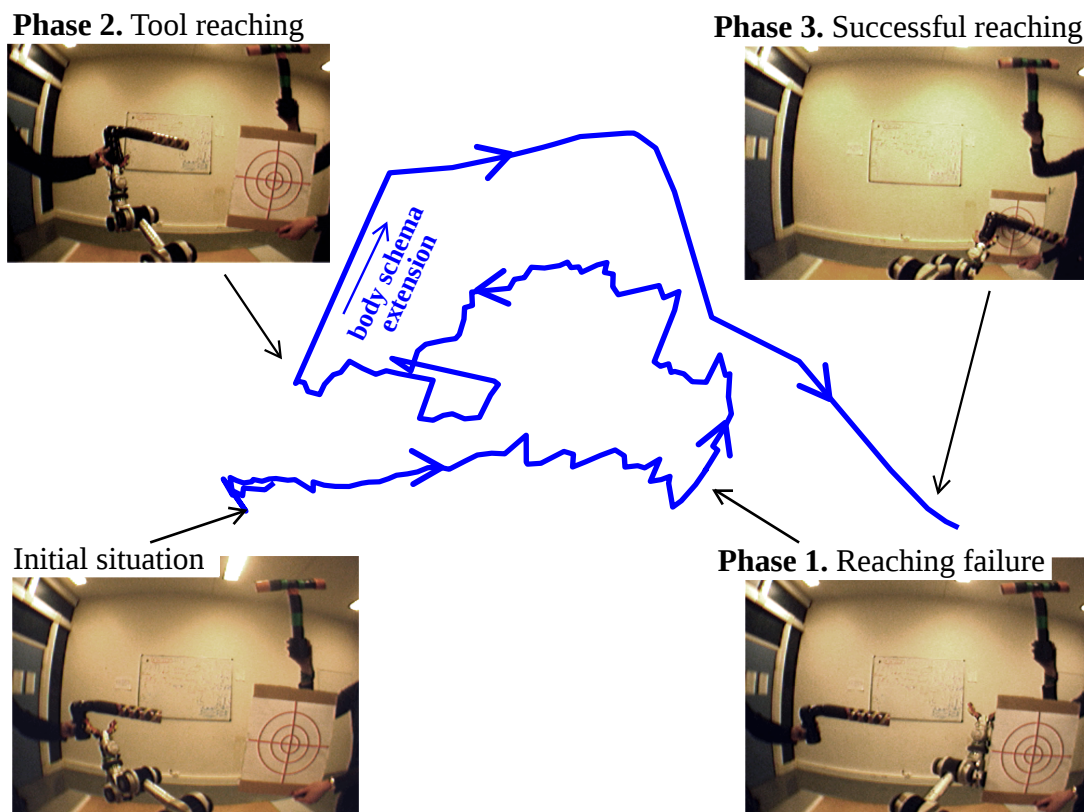 Phase 2. Tool reaching
Phase 3. Successful reaching
body schema
extension
Initial situation
Phase 1. Reaching failure